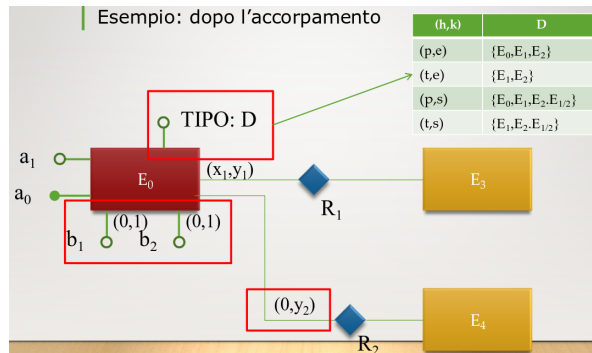 Esempio: dopo l'accorpamento
(h,k) D
(p,e) {E₀,E₁,E₂}
(t,e) {E₁,E₂}
(p,s) {E₀,E₁,E₂.E₁/₂}
(t,s) {E₁,E₂.E₁/₂}
TIPO: D
a₁
a₀
E₀
(x₁,y₁)
R₁
E₃
(0,1) (0,1)
b₁ b₂
(0,y₂)
R₂
E₄